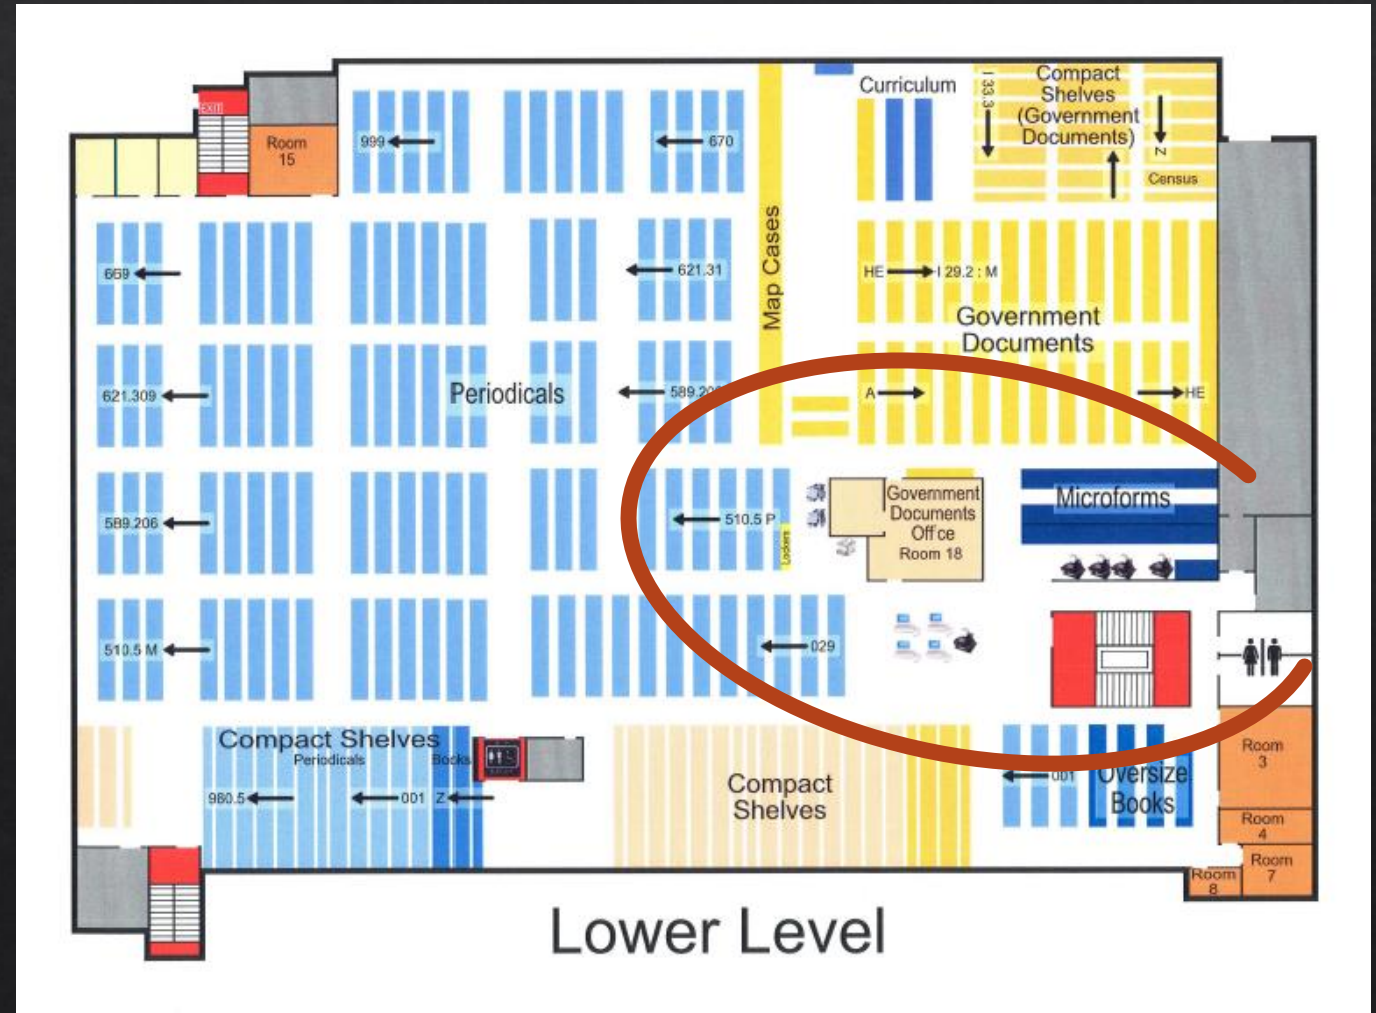 EXIT
Room
15
999
670
Curriculum
I 33.3
Compact
Shelves
(Government
Documents)
Z
Census
669
621.31
Map Cases
HE
I 29.2 : M
Government
Documents
621.309
Periodicals
589.20
A
HE
589.206
510.5 P
Lockers
Government
Documents
Office
Room 18
Microforms
510.5 M
029
Compact Shelves
Periodicals
Books
980.5
001
Z
Compact
Shelves
001
Oversize
Books
Room
3
Room
4
Room
7
Room
8
Lower Level